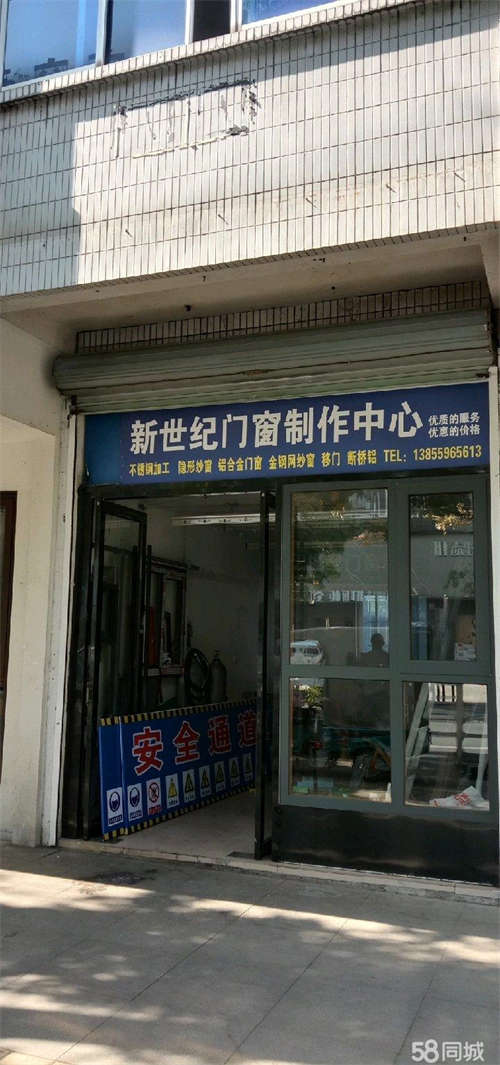 新世纪门窗制作中心
优质的服务
优惠的价格
不锈钢加工 隐形纱窗 铝合金门窗 金钢网纱窗 移门 断桥铝 TEL: 13855965613
安全通道
58同城